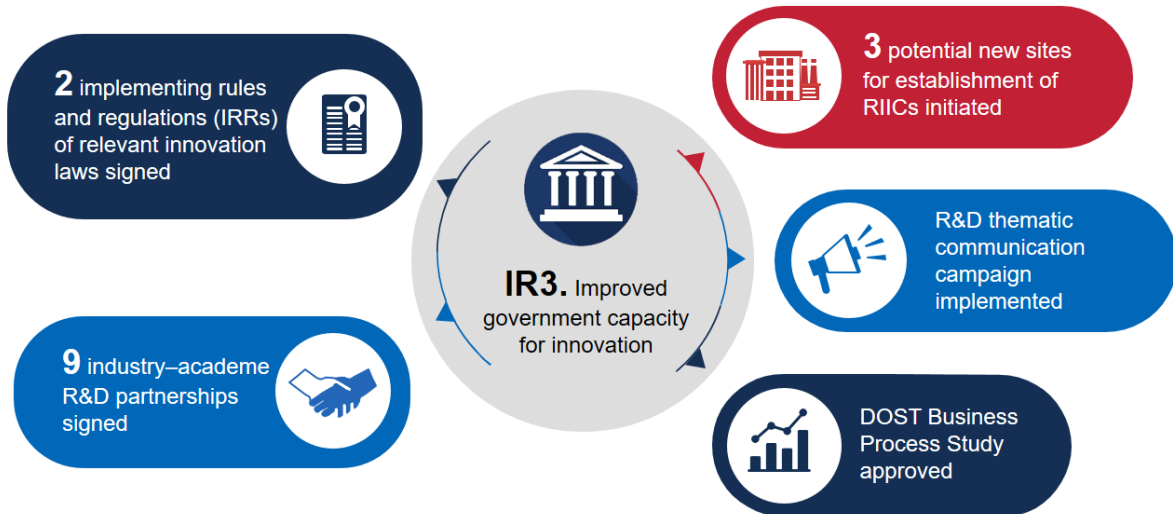 2 implementing rules
and regulations (IRRs)
of relevant innovation
laws signed
9 industry–academe
R&D partnerships
signed
IR3. Improved
government capacity
for innovation
3 potential new sites
for establishment of
RIICs initiated
R&D thematic
communication
campaign
implemented
DOST Business
Process Study
approved